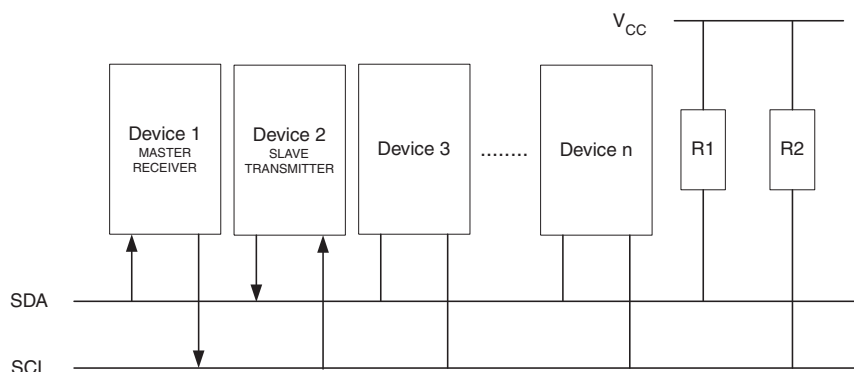 VCC
Device 1
MASTER
RECEIVER
Device 2
SLAVE
TRANSMITTER
Device 3
........
Device n
R1
R2
SDA
SCL